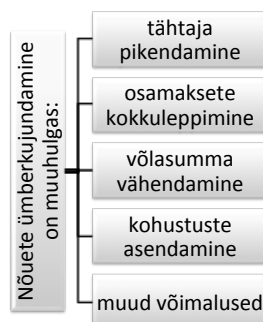 Nõuete ümberkujundamine
on muuhulgas:
tähtaja
pikendamine
osamaksete
kokkuleppimine
võlasumma
vähendamine
kohustuste
asendamine
muud võimalused